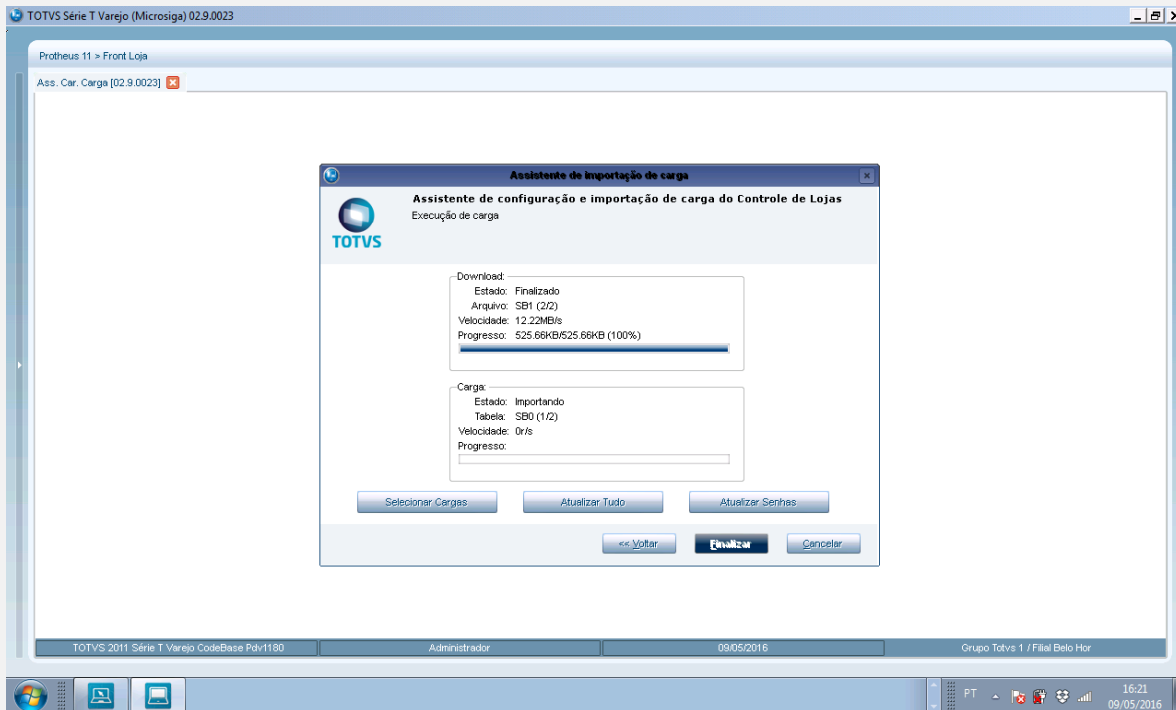 TOTVS Série T Varejo (Microsiga) 02.9.0023
Protheus 11 > Front Loja
Ass. Car. Carga [02.9.0023]
Assistente de importação de carga
Assistente de configuração e importação de carga do Controle de Lojas
Execução de carga
TOTVS
Download:
Estado: Finalizado
Arquivo: SB1 (2/2)
Velocidade: 12.22MB/s
Progresso: 525.66KB/525.66KB (100%)
Carga:
Estado: Importando
Tabela: SB0 (1/2)
Velocidade: 0r/s
Progresso:
Selecionar Cargas Atualizar Tudo Atualizar Senhas
<< Voltar Finalizar Cancelar
TOTVS 2011 Série T Varejo CodeBase Pdv1180 Administrador 09/05/2016 Grupo Totvs 1 / Filial Belo Hor
PT 16:21
09/05/2016